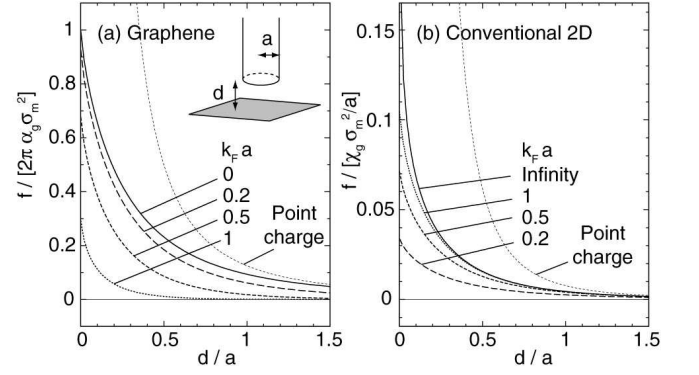 (a) Graphene
f / [2π α_g σ_m^2]
1
0.8
0.6
0.4
0.2
0
a
d
k_F a
0
0.2
0.5
1
Point
charge
0
0.5
1
1.5
d / a
(b) Conventional 2D
f / [χ_g σ_m^2/a]
0.15
0.1
0.05
0
k_F a
Infinity
1
0.5
0.2
Point
charge
0
0.5
1
1.5
d / a